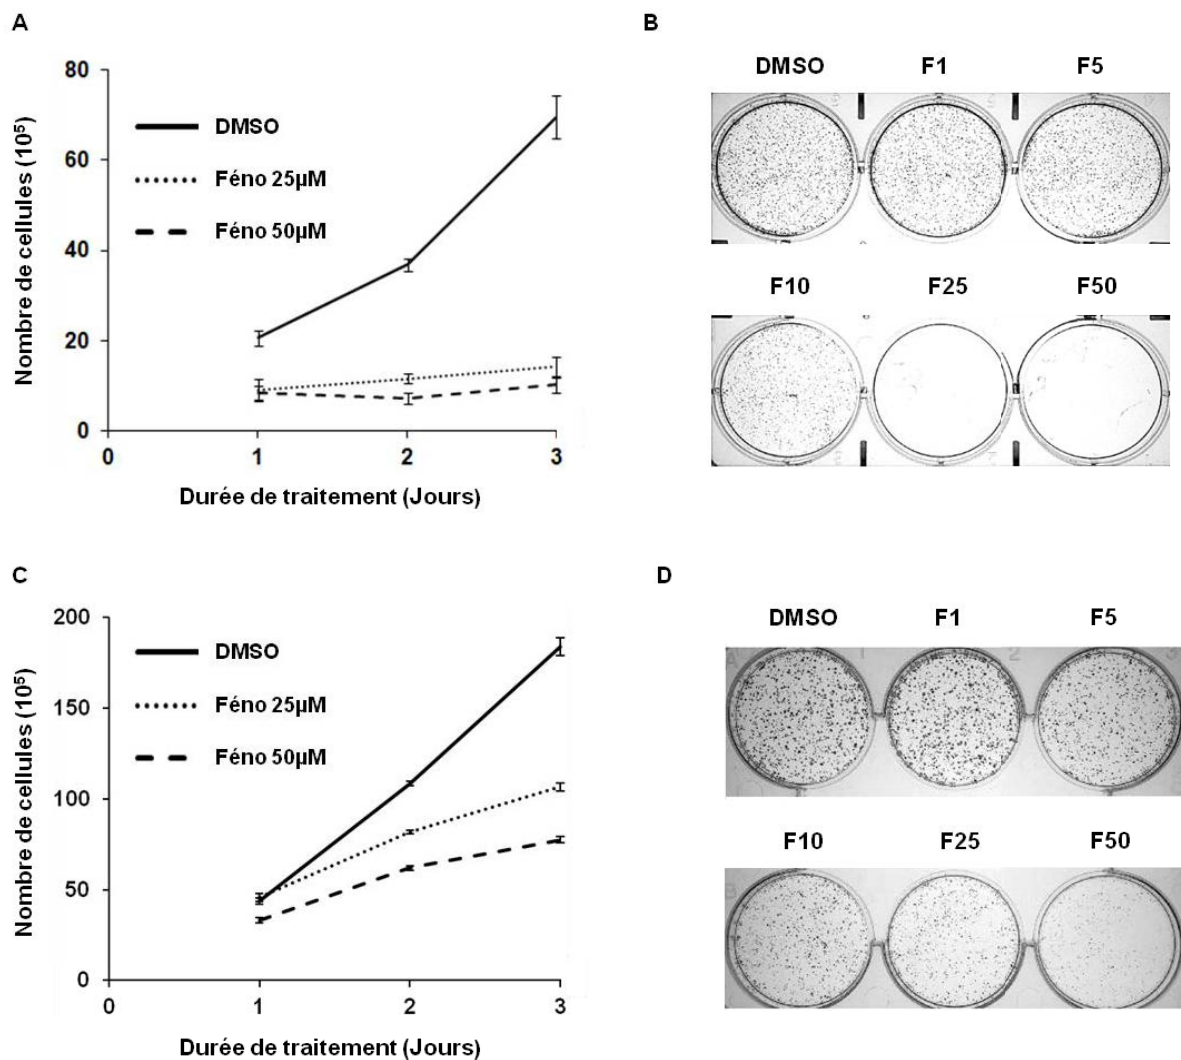 A
Nombre de cellules (10⁵)
80
60
40
20
0
DMSO
Féno 25µM
Féno 50µM
0
1
2
3
Durée de traitement (Jours)
B
DMSO F1 F5
F10 F25 F50
C
Nombre de cellules (10⁵)
200
150
100
50
0
DMSO
Féno 25µM
Féno 50µM
0
1
2
3
Durée de traitement (Jours)
D
DMSO F1 F5
F10 F25 F50